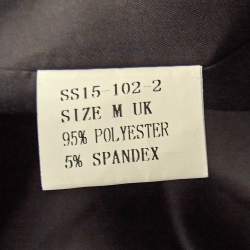 SS15-102-2
SIZE M UK
95% POLYESTER
5% SPANDEX